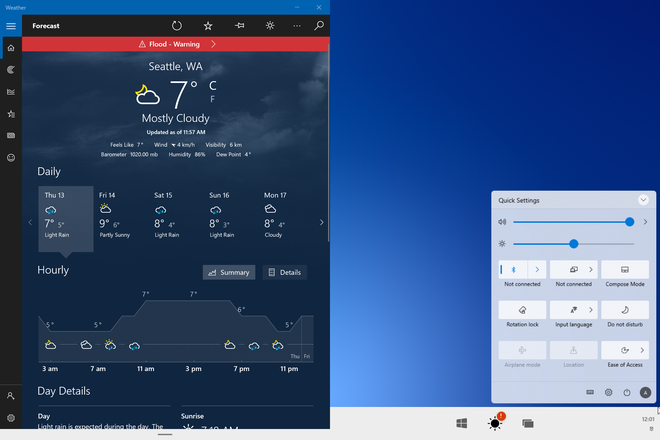 Weather
Forecast
Flood - Warning
Seattle, WA
7° C
F
Mostly Cloudy
Updated as of 11:57 AM
Feels Like 7° Wind 4 km/h Visibility 6 km
Barometer 1020.00 mb Humidity 86% Dew Point 4°
Daily
Thu 13 Fri 14 Sat 15 Sun 16 Mon 17
7° 5° 9° 6° 8° 4° 8° 3° 8° 4°
Light Rain Partly Sunny Light Rain Light Rain Cloudy
Hourly
Summary Details
5° 5° 7° 7° 6° 5°
Thu Fri
3 am 7 am 11 am 3 pm 7 pm 11 pm
Day Details
Day
Light rain is expected during the day. The
Sunrise
Quick Settings
Not connected Not connected Compose Mode
Rotation lock Input language Do not disturb
Airplane mode Location Ease of Access
A
12:01